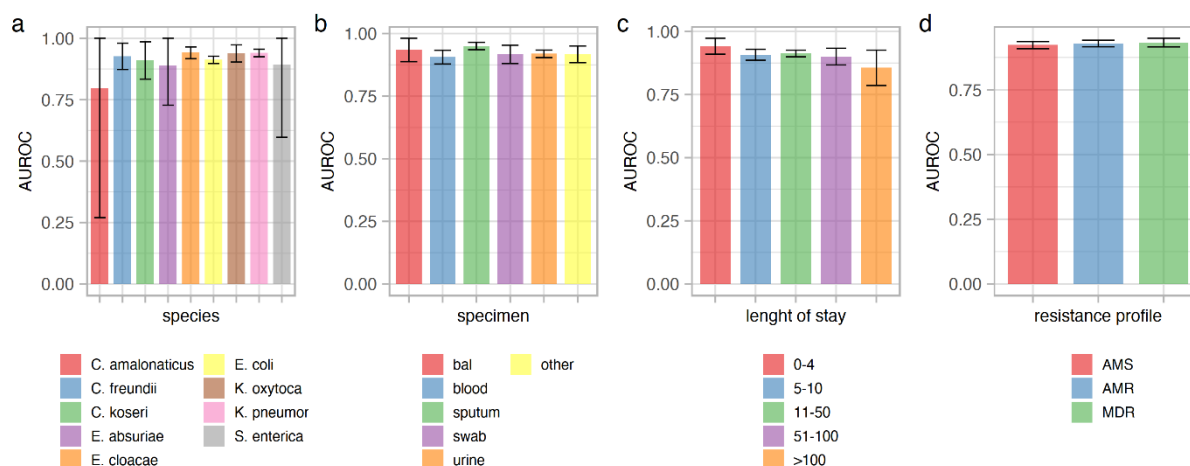 a
1.00
0.75
0.50
0.25
0.00
AUROC
species
C. amalonaticus
C. freundii
C. koseri
E. absuriae
E. cloacae
E. coli
K. oxytoca
K. pneumor
S. enterica
b
1.00
0.75
0.50
0.25
0.00
AUROC
specimen
bal
blood
sputum
swab
urine
other
c
1.00
0.75
0.50
0.25
0.00
AUROC
lenght of stay
0-4
5-10
11-50
51-100
>100
d
0.75
0.50
0.25
0.00
AUROC
resistance profile
AMS
AMR
MDR